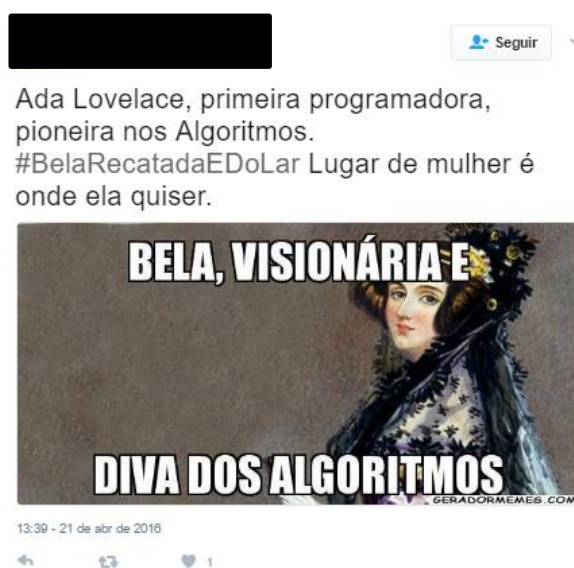 Seguir
Ada Lovelace, primeira programadora,
pioneira nos Algoritmos.
#BelaRecatadaEDoLar Lugar de mulher é
onde ela quiser.
BELA, VISIONÁRIA E
DIVA DOS ALGORITMOS
GERADORMEMES.COM
13:39 - 21 de abr de 2016
1